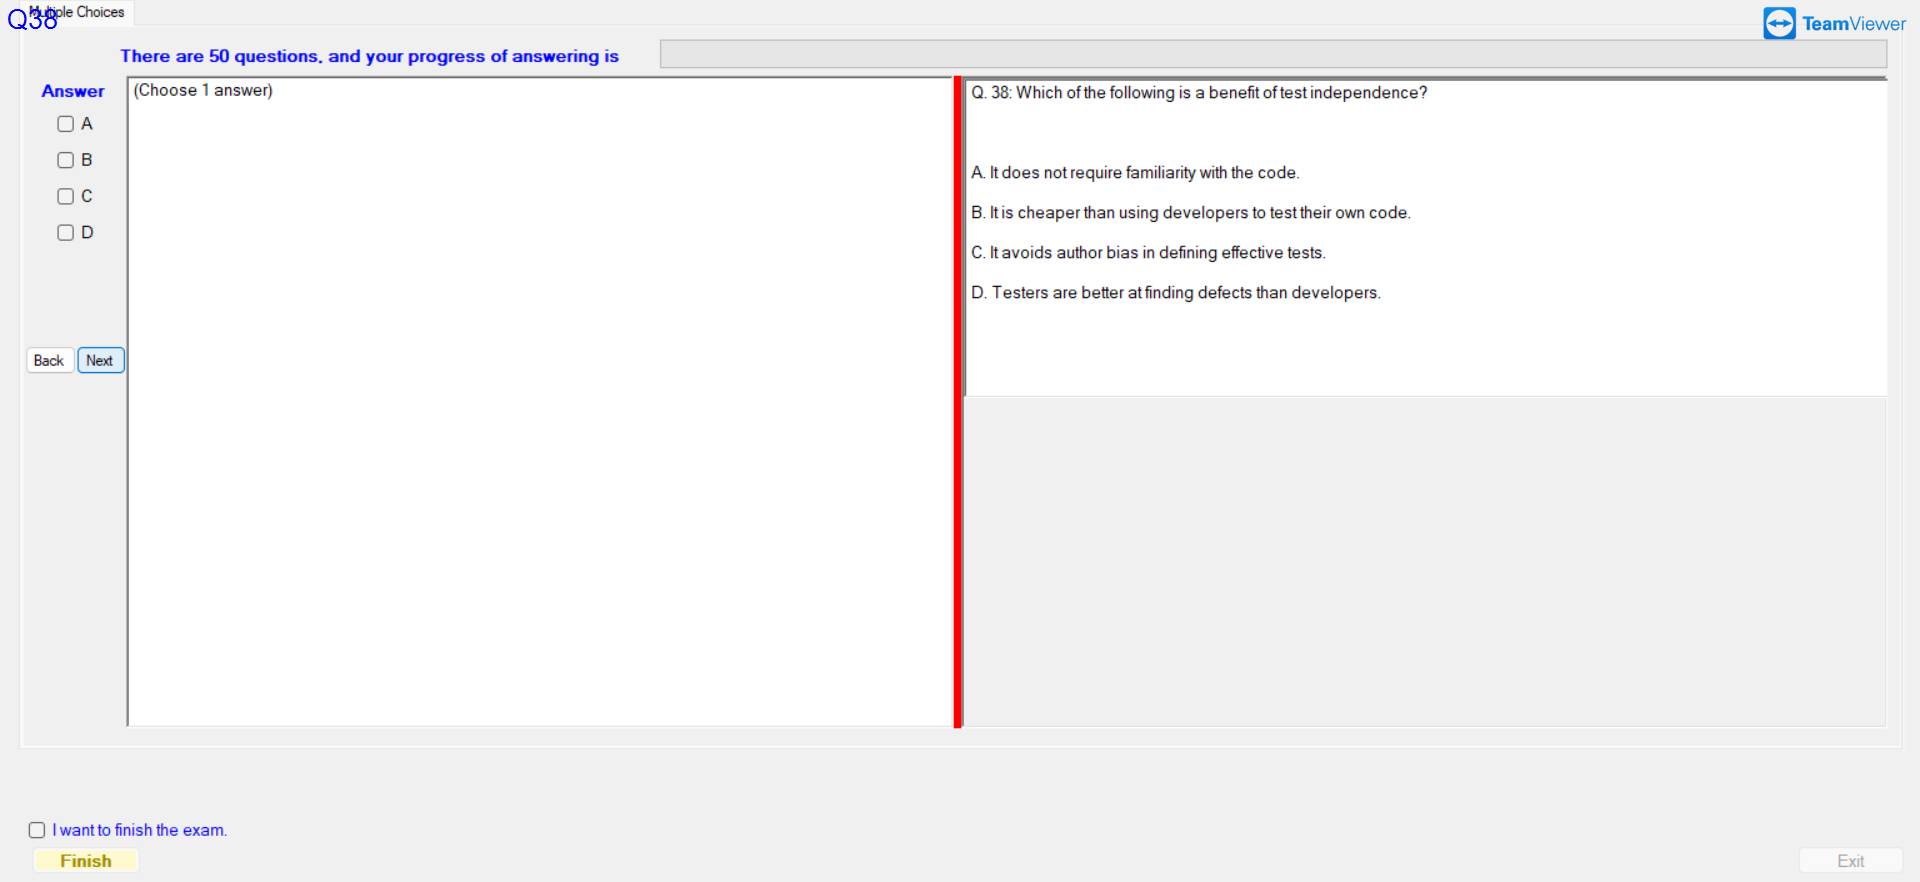 Multiple Choices
Q38
TeamViewer
There are 50 questions, and your progress of answering is
Answer
(Choose 1 answer)
A
B
C
D
Back
Next
Q. 38: Which of the following is a benefit of test independence?
A. It does not require familiarity with the code.
B. It is cheaper than using developers to test their own code.
C. It avoids author bias in defining effective tests.
D. Testers are better at finding defects than developers.
I want to finish the exam.
Finish
Exit